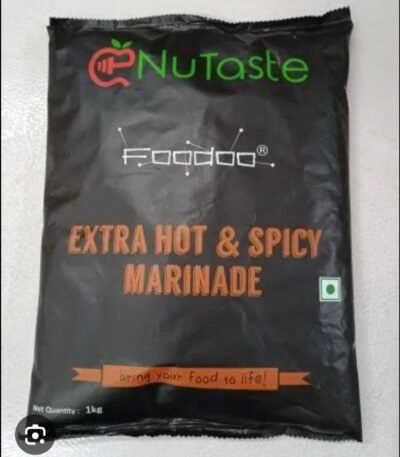 NuTaste
Foodoo®
EXTRA HOT & SPICY
MARINADE
bring your food to life!
Net Quantity : 1kg